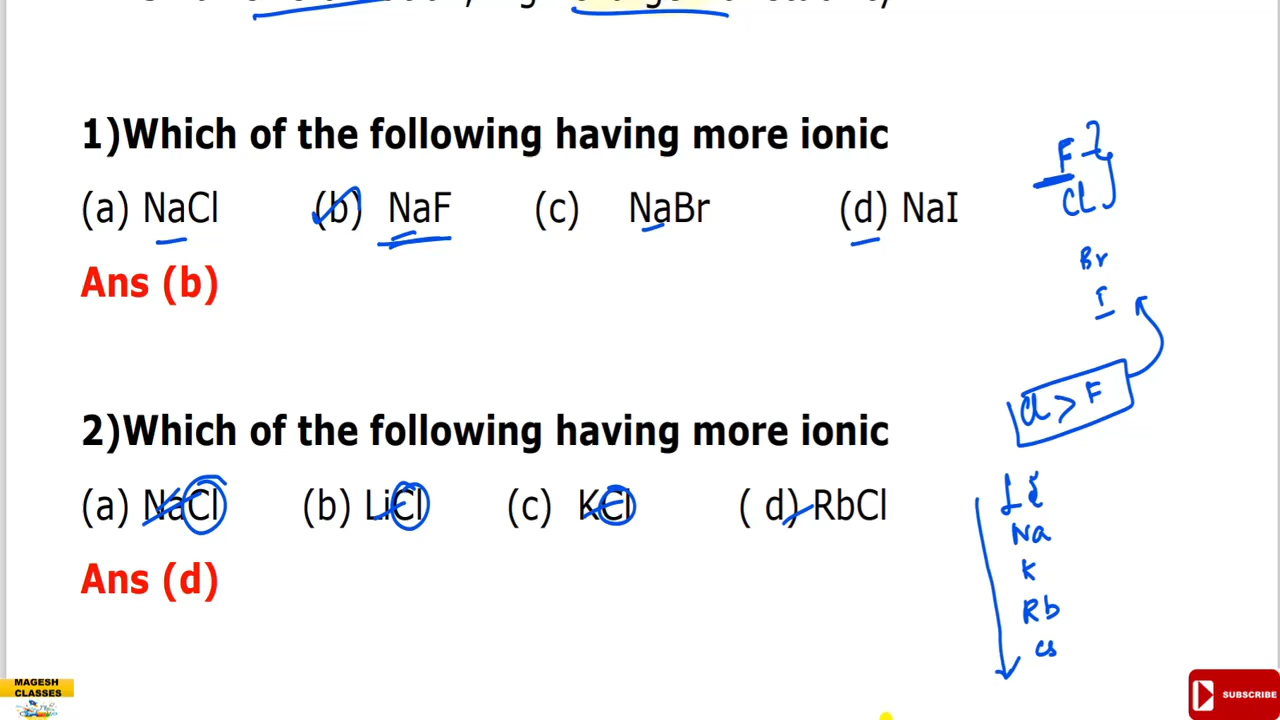 1)Which of the following having more ionic
(a) NaCl (b) NaF (c) NaBr (d) NaI
Ans (b)
F
Cl
Br
I
Cl > F
2)Which of the following having more ionic
(a) NaCl (b) LiCl (c) KCl ( d) RbCl
Ans (d)
Li
Na
K
Rb
Cs
MAGESH
CLASSES
SUBSCRIBE